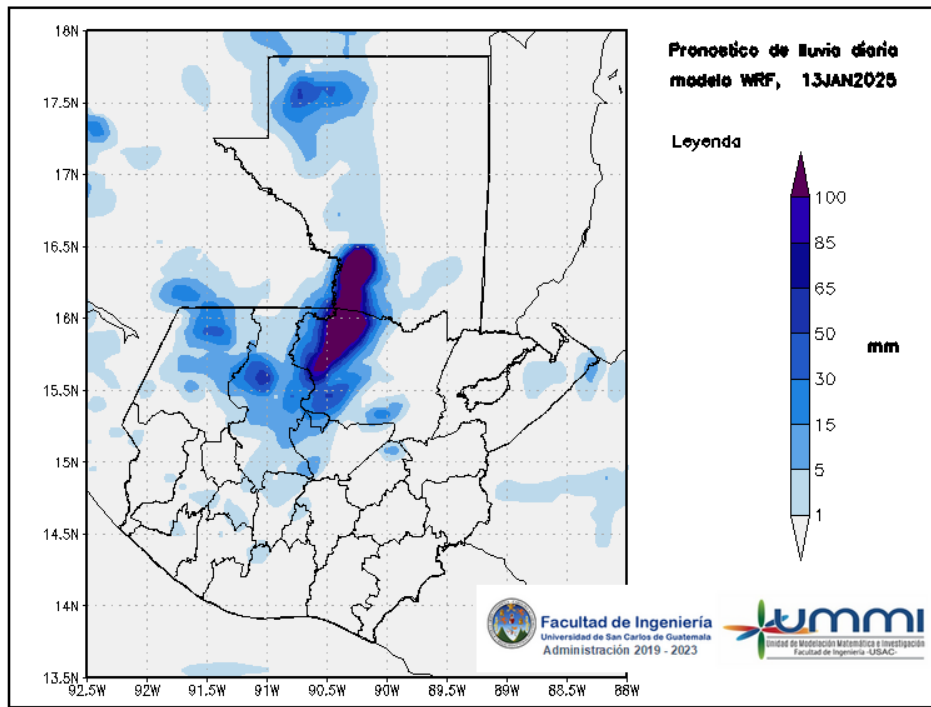 Pronostico de lluvia diaria
modelo WRF, 13JAN2025
Leyenda
100
85
65
50
30
15
5
1
mm
18N
17.5N
17N
16.5N
16N
15.5N
15N
14.5N
14N
13.5N
92.5W
92W
91.5W
91W
90.5W
90W
89.5W
89W
88.5W
88W
Facultad de Ingeniería
Universidad de San Carlos de Guatemala
Administración 2019 - 2023
ummi
Unidad de Modelación Matemática e Investigación
Facultad de Ingeniería -USAC-